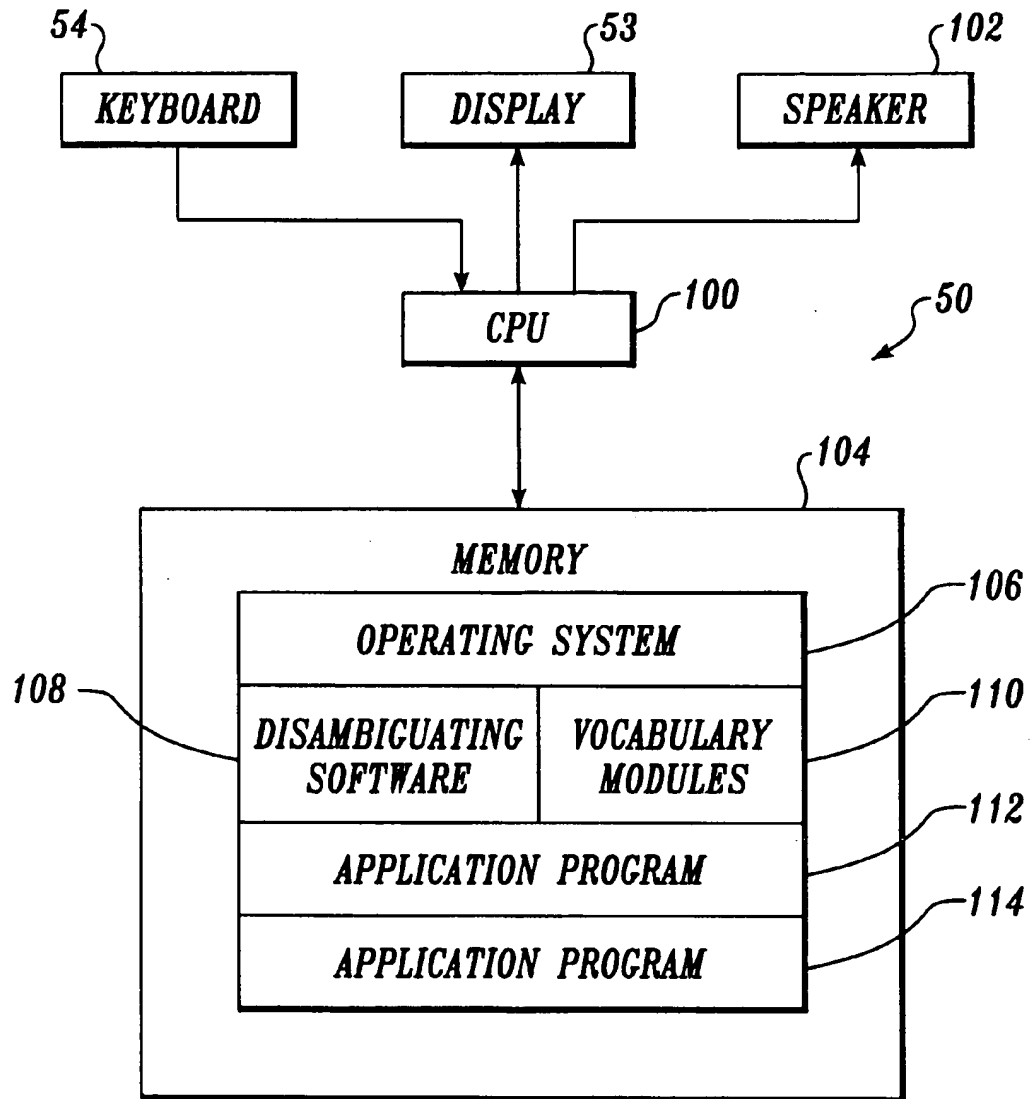 54
53
102
KEYBOARD
DISPLAY
SPEAKER
CPU
100
50
104
MEMORY
106
OPERATING SYSTEM
108
110
DISAMBIGUATING
SOFTWARE
VOCABULARY
MODULES
112
APPLICATION PROGRAM
114
APPLICATION PROGRAM